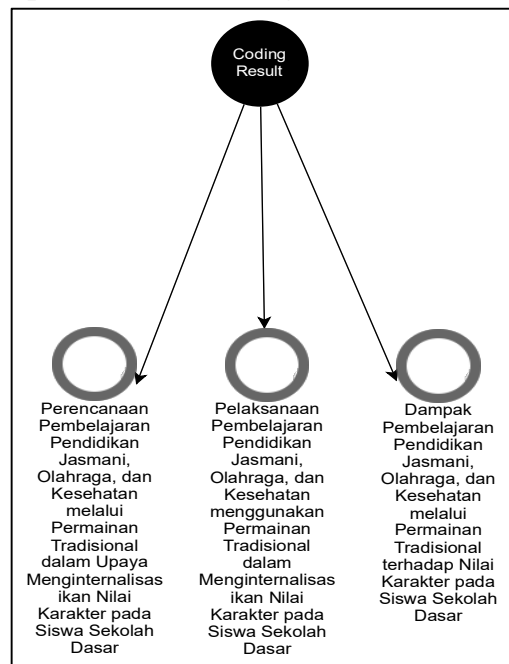 Coding
Result
Perencanaan
Pembelajaran
Pendidikan
Jasmani,
Olahraga, dan
Kesehatan
melalui
Permainan
Tradisional
dalam Upaya
Menginternalisas
ikan Nilai
Karakter pada
Siswa Sekolah
Dasar
Pelaksanaan
Pembelajaran
Pendidikan
Jasmani,
Olahraga, dan
Kesehatan
menggunakan
Permainan
Tradisional
dalam
Menginternalisas
ikan Nilai
Karakter pada
Siswa Sekolah
Dasar
Dampak
Pembelajaran
Pendidikan
Jasmani,
Olahraga, dan
Kesehatan
melalui
Permainan
Tradisional
terhadap Nilai
Karakter pada
Siswa Sekolah
Dasar